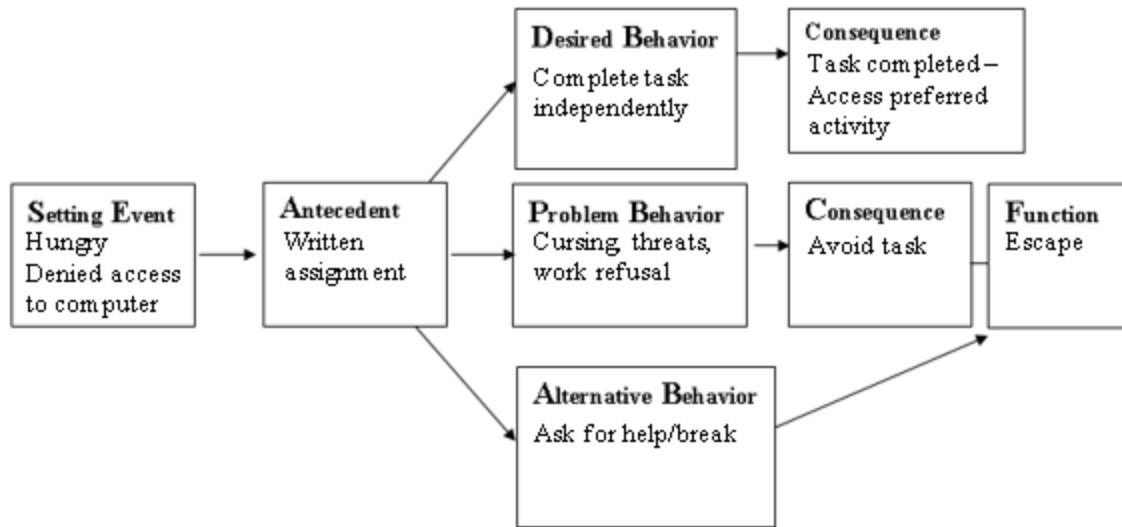 Desired Behavior
Complete task
independently
Consequence
Task completed–
Access preferred
activity
Setting Event
Hungry
Denied access
to computer
Antecedent
Written
assignment
Problem Behavior
Cursing, threats,
work refusal
Consequence
Avoid task
Function
Escape
Alternative Behavior
Ask for help/break